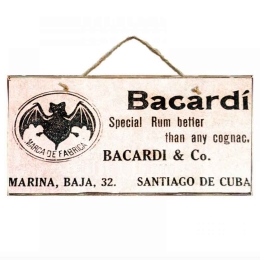 Bacardí
Special Rum better
than any cognac.
MARCA DE FABRICA
BACARDI & Co.
MARINA, BAJA, 32. SANTIAGO DE CUBA